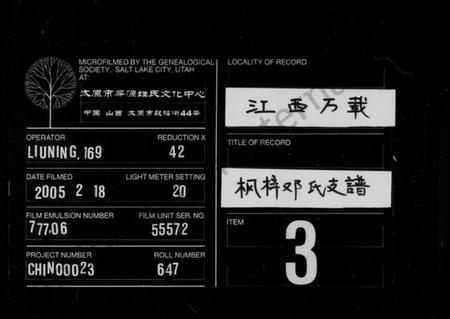 MICROFILMED BY THE GENEALOGICAL
SOCIETY, SALT LAKE CITY, UTAH
AT:
太原市寻源姓氏文化中心
中国 山西 太原市鼓楼街44号
OPERATOR
REDUCTION X
LIUNING.169
42
DATE FILMED
LIGHT METER SETTING
2005 2 18
20
FILM EMULSION NUMBER
FILM UNIT SER. NO.
777.06
55572
PROJECT NUMBER
ROLL NUMBER
CHIN00023
647
LOCALITY OF RECORD
江西万载
TITLE OF RECORD
枫梓邓氏支譜
ITEM
3